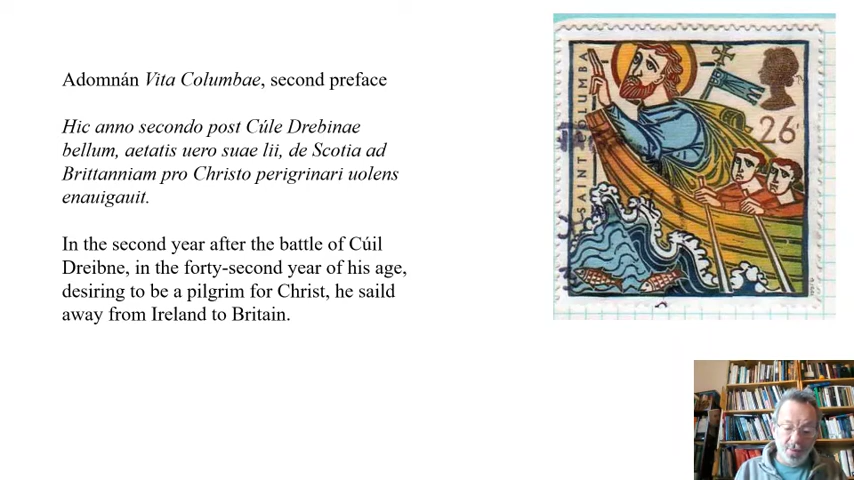 Adomnán Vita Columbae, second preface
Hic anno secondo post Cúle Drebinae
bellum, aetatis uero suae lii, de Scotia ad
Brittanniam pro Christo perigrinari uolens
enauigauit.
In the second year after the battle of Cúil
Dreibne, in the forty-second year of his age,
desiring to be a pilgrim for Christ, he saild
away from Ireland to Britain.
SAINT COLUMBA
26